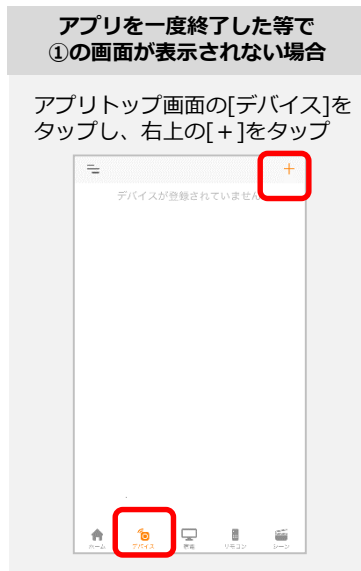 アプリを一度終了した等で
①の画面が表示されない場合
アプリトップ画面の[デバイス]を
タップし、右上の[＋]をタップ
デバイスが登録されていません
ホーム
デバイス
家電
リモコン
シーン